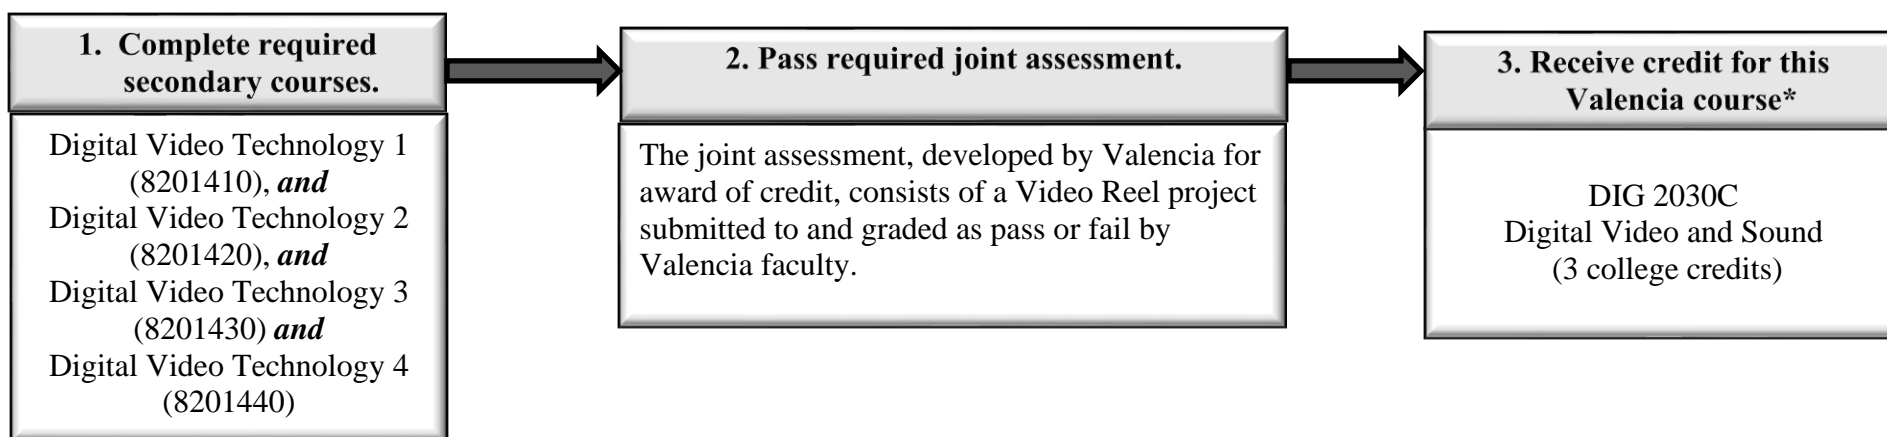 1. Complete required
secondary courses.
Digital Video Technology 1
(8201410), and
Digital Video Technology 2
(8201420), and
Digital Video Technology 3
(8201430) and
Digital Video Technology 4
(8201440)
2. Pass required joint assessment.
The joint assessment, developed by Valencia for
award of credit, consists of a Video Reel project
submitted to and graded as pass or fail by
Valencia faculty.
3. Receive credit for this
Valencia course*
DIG 2030C
Digital Video and Sound
(3 college credits)